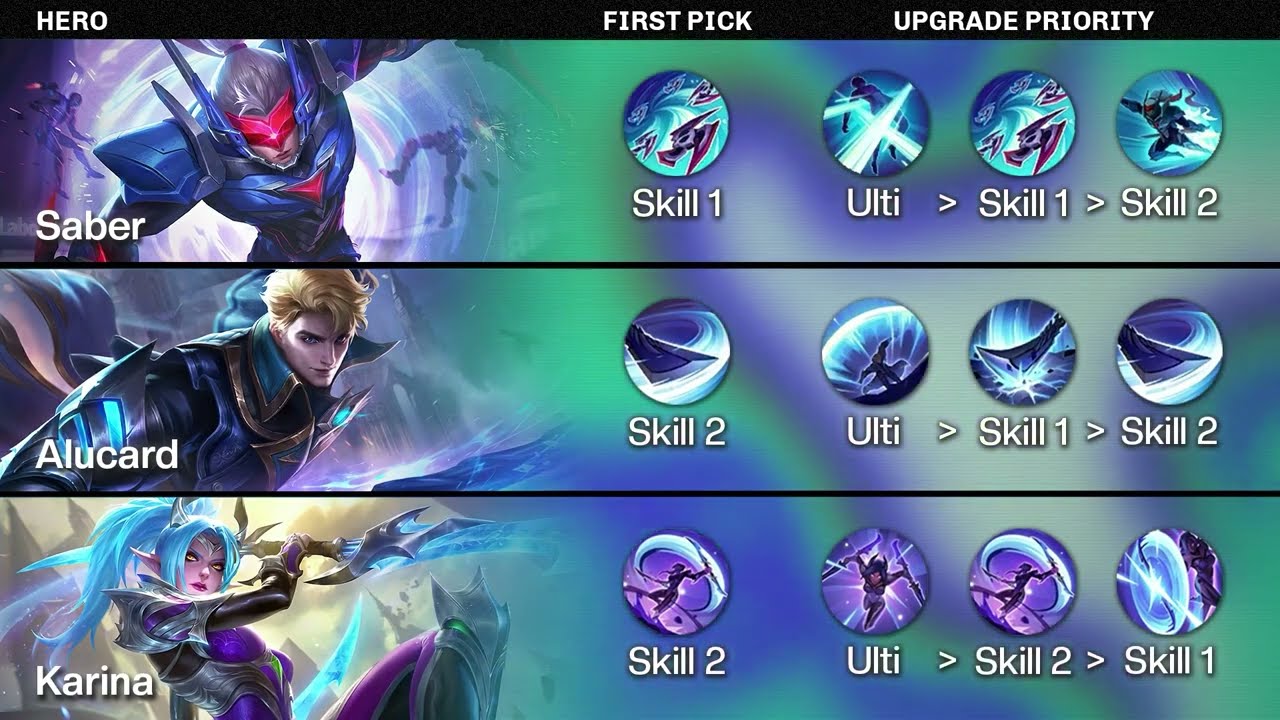 HERO FIRST PICK UPGRADE PRIORITY
Saber
Skill 1 Ulti > Skill 1 > Skill 2
Alucard
Skill 2 Ulti > Skill 1 > Skill 2
Karina
Skill 2 Ulti > Skill 2 > Skill 1